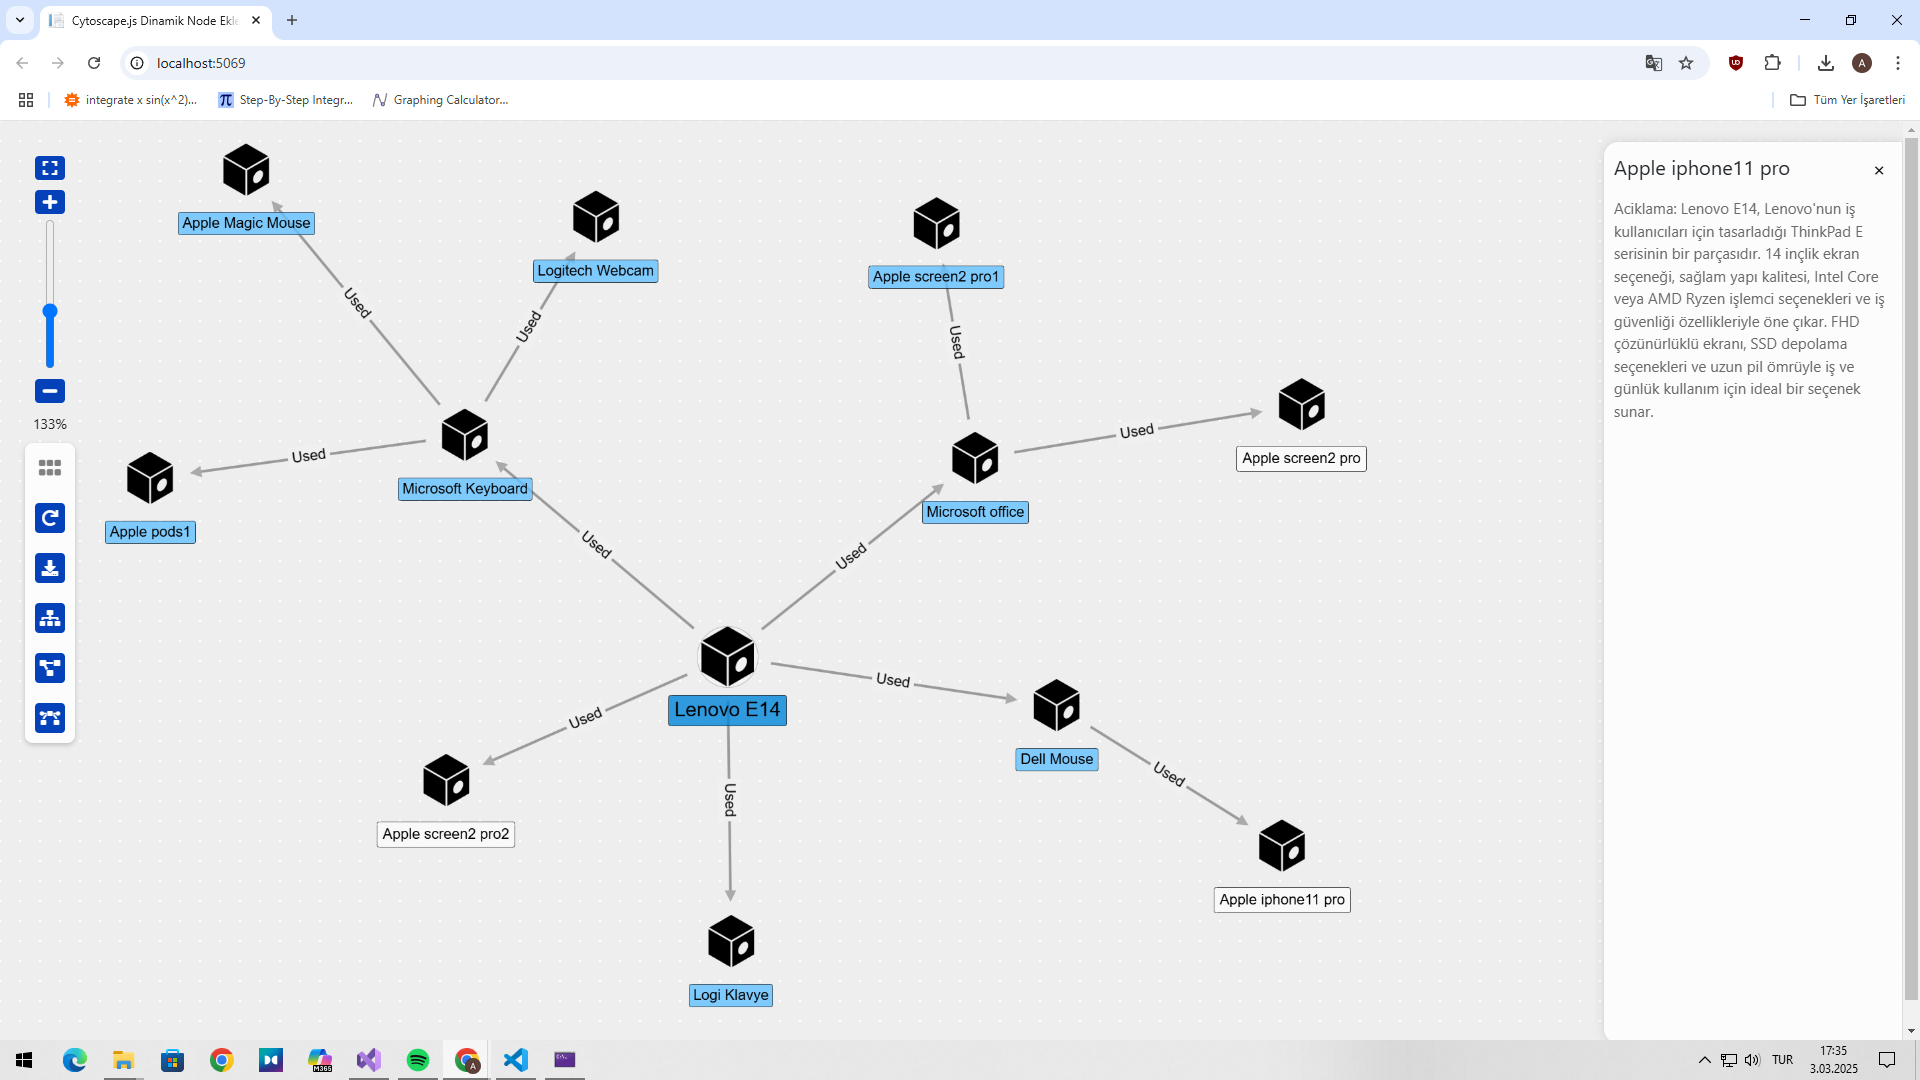 Cytoscape.js Dinamik Node Ekle
localhost:5069
integrate x sin(x^2)...
Step-By-Step Integr...
Graphing Calculator...
Tüm Yer İşaretleri
133%
Apple Magic Mouse
Logitech Webcam
Apple screen2 pro1
Used
Used
Used
Used
Apple screen2 pro
Used
Microsoft Keyboard
Microsoft office
Apple pods1
Used
Used
Used
Lenovo E14
Used
Dell Mouse
Used
Used
Apple screen2 pro2
Apple iphone11 pro
Logi Klavye
Apple iphone11 pro
Aciklama: Lenovo E14, Lenovo'nun iş
kullanıcıları için tasarladığı ThinkPad E
serisinin bir parçasıdır. 14 inçlik ekran
seçeneği, sağlam yapı kalitesi, Intel Core
veya AMD Ryzen işlemci seçenekleri ve iş
güvenliği özellikleriyle öne çıkar. FHD
çözünürlüklü ekranı, SSD depolama
seçenekleri ve uzun pil ömrüyle iş ve
günlük kullanım için ideal bir seçenek
sunar.
A
M365
A
TUR
17:35
3.03.2025